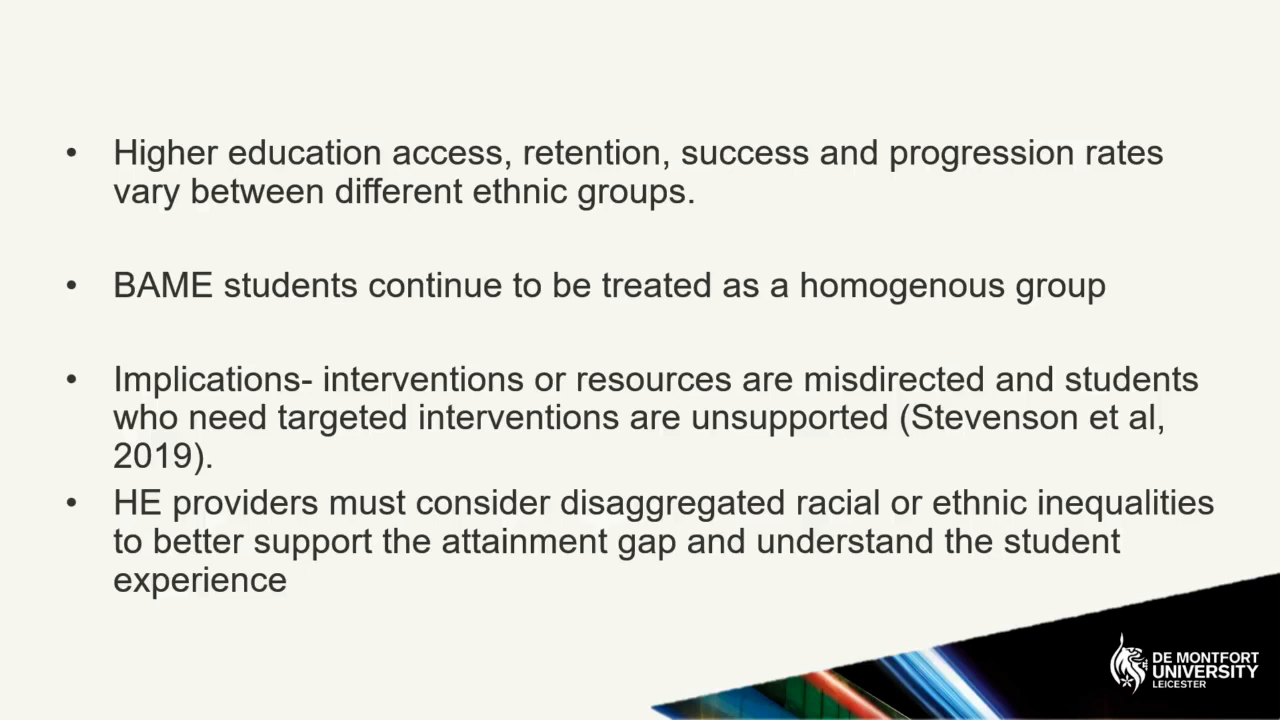 • Higher education access, retention, success and progression rates
vary between different ethnic groups.
• BAME students continue to be treated as a homogenous group
• Implications- interventions or resources are misdirected and students
who need targeted interventions are unsupported (Stevenson et al,
2019).
• HE providers must consider disaggregated racial or ethnic inequalities
to better support the attainment gap and understand the student
experience
DE MONTFORT
UNIVERSITY
LEICESTER